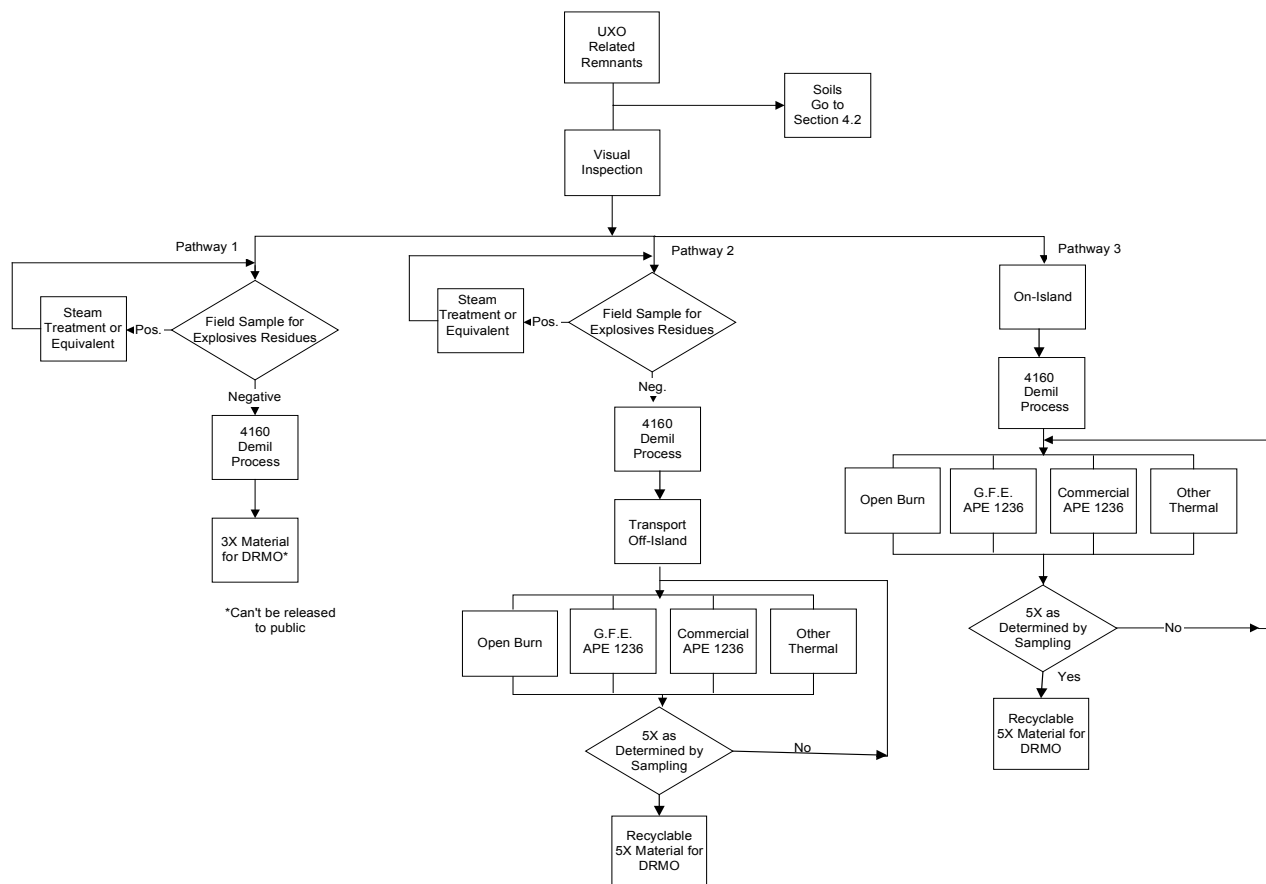 UXO
Related
Remnants
Soils
Go to
Section 4.2
Visual
Inspection
Pathway 1
Steam
Treatment or
Equivalent
Pos.
Field Sample for
Explosives Residues
Negative
4160
Demil
Process
3X Material
for DRMO*
*Can't be released
to public
Pathway 2
Steam
Treatment or
Equivalent
Pos.
Field Sample for
Explosives Residues
Neg.
4160
Demil
Process
Transport
Off-Island
Open Burn
G.F.E.
APE 1236
Commercial
APE 1236
Other
Thermal
5X as
Determined by
Sampling
No
Recyclable
5X Material for
DRMO
Pathway 3
On-Island
4160
Demil
Process
Open Burn
G.F.E.
APE 1236
Commercial
APE 1236
Other
Thermal
5X as
Determined by
Sampling
No
Yes
Recyclable
5X Material for
DRMO